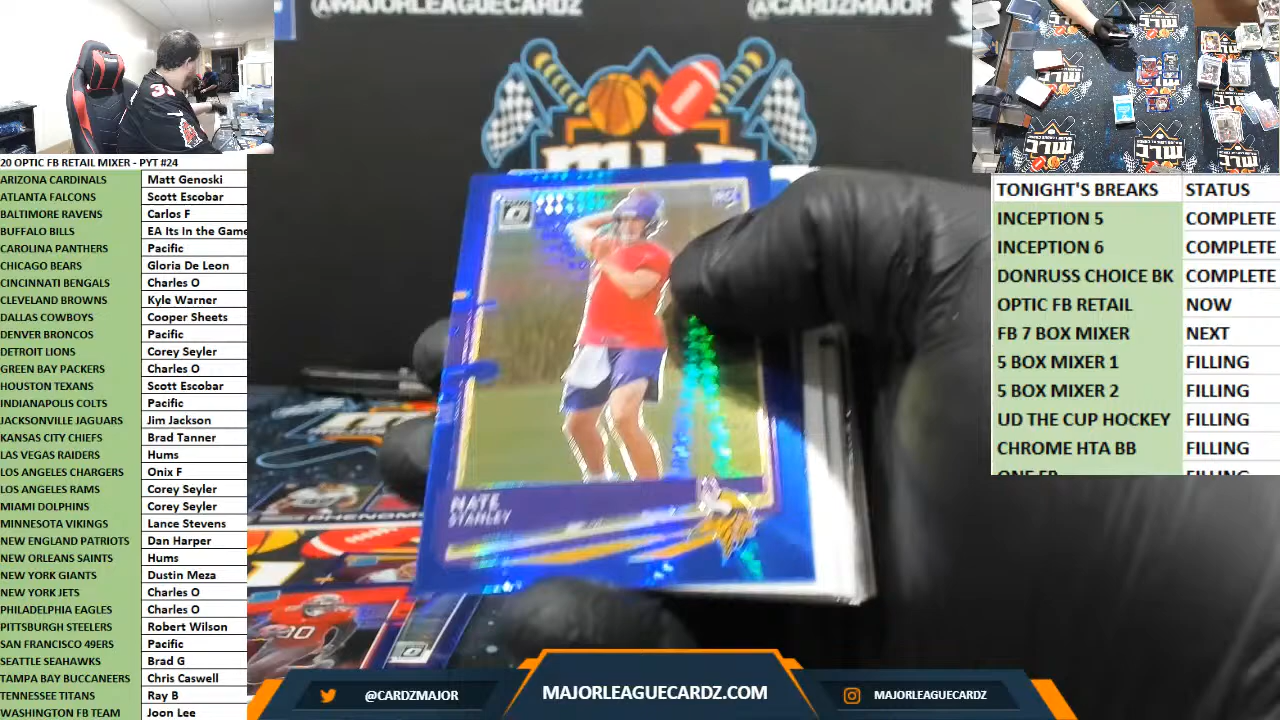 @MAJORLEAGUECARDZ
@CARDZMAJOR
MLC
20 OPTIC FB RETAIL MIXER - PYT #24
ARIZONA CARDINALS Matt Genoski
ATLANTA FALCONS Scott Escobar
BALTIMORE RAVENS Carlos F
BUFFALO BILLS EA Its In the Game
CAROLINA PANTHERS Pacific
CHICAGO BEARS Gloria De Leon
CINCINNATI BENGALS Charles O
CLEVELAND BROWNS Kyle Warner
DALLAS COWBOYS Cooper Sheets
DENVER BRONCOS Pacific
DETROIT LIONS Corey Seyler
GREEN BAY PACKERS Charles O
HOUSTON TEXANS Scott Escobar
INDIANAPOLIS COLTS Pacific
JACKSONVILLE JAGUARS Jim Jackson
KANSAS CITY CHIEFS Brad Tanner
LAS VEGAS RAIDERS Hums
LOS ANGELES CHARGERS Onix F
LOS ANGELES RAMS Corey Seyler
MIAMI DOLPHINS Corey Seyler
MINNESOTA VIKINGS Lance Stevens
NEW ENGLAND PATRIOTS Dan Harper
NEW ORLEANS SAINTS Hums
NEW YORK GIANTS Dustin Meza
NEW YORK JETS Charles O
PHILADELPHIA EAGLES Charles O
PITTSBURGH STEELERS Robert Wilson
SAN FRANCISCO 49ERS Pacific
SEATTLE SEAHAWKS Brad G
TAMPA BAY BUCCANEERS Chris Caswell
TENNESSEE TITANS Ray B
WASHINGTON FB TEAM Joon Lee
NATE
STANLEY
TONIGHT'S BREAKS STATUS
INCEPTION 5 COMPLETE
INCEPTION 6 COMPLETE
DONRUSS CHOICE BK COMPLETE
OPTIC FB RETAIL NOW
FB 7 BOX MIXER NEXT
5 BOX MIXER 1 FILLING
5 BOX MIXER 2 FILLING
UD THE CUP HOCKEY FILLING
CHROME HTA BB FILLING
@CARDZMAJOR
MAJORLEAGUECARDZ.COM
MAJORLEAGUECARDZ